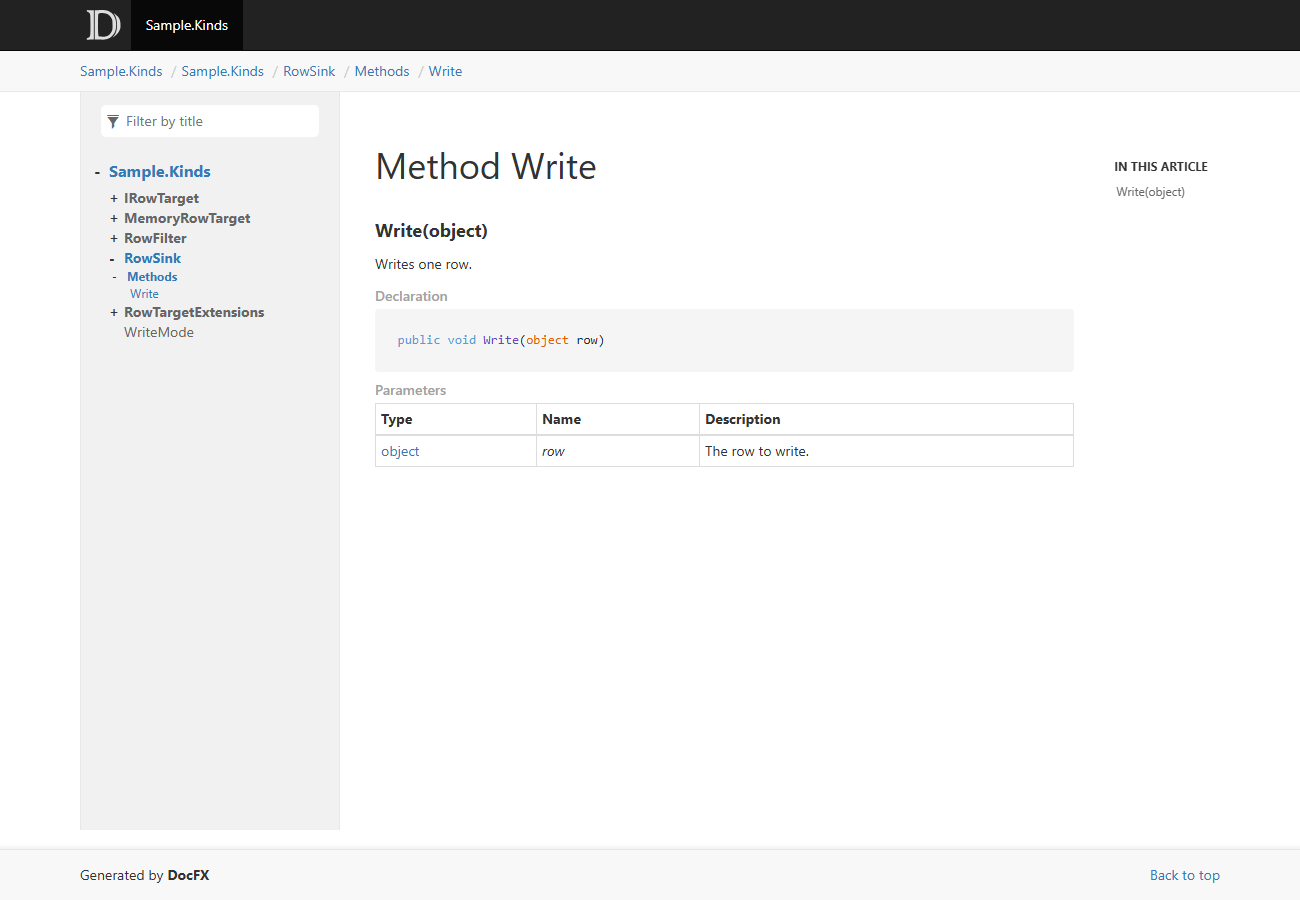 Sample.Kinds
Sample.Kinds / Sample.Kinds / RowSink / Methods / Write
Filter by title
- Sample.Kinds
+ IRowTarget
+ MemoryRowTarget
+ RowFilter
- RowSink
- Methods
Write
+ RowTargetExtensions
WriteMode
Method Write
Write(object)
Writes one row.
Declaration
public void Write(object row)
Parameters
Type Name Description
object row The row to write.
IN THIS ARTICLE
Write(object)
Generated by DocFX
Back to top